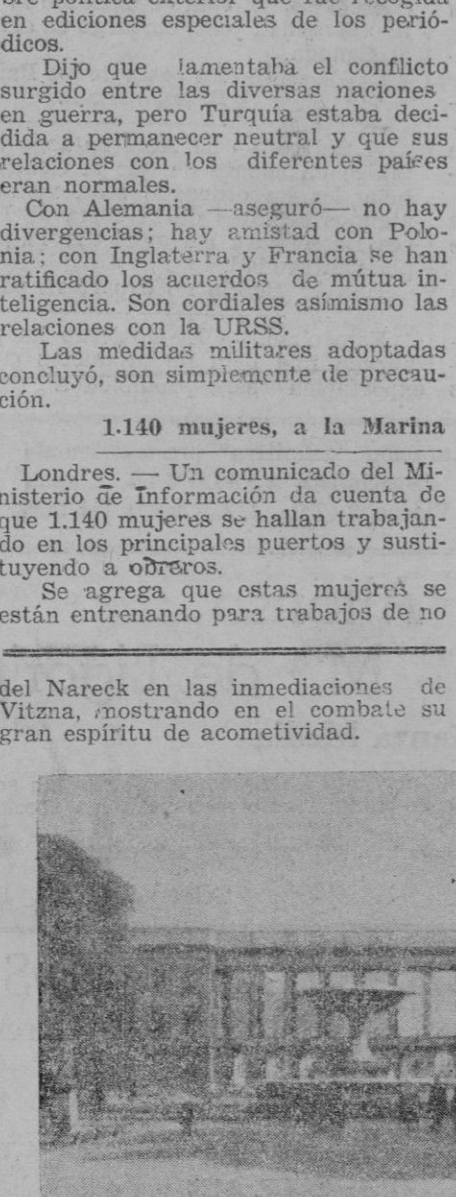 bre política exterior que fue recogida
en ediciones especiales de los perió-
dicos.
Dijo que lamentaba el conflicto
surgido entre las diversas naciones
en guerra, pero Turquía estaba deci-
dida a permanecer neutral y que sus
relaciones con los diferentes países
eran normales.
Con Alemania —aseguró— no hay
divergencias; hay amistad con Polo-
nia; con Inglaterra y Francia se han
ratificado los acuerdos de mútua in-
teligencia. Son cordiales asímismo las
relaciones con la URSS.
Las medidas militares adoptadas
concluyó, son simplemente de precau-
ción.
1.140 mujeres, a la Marina
Londres. — Un comunicado del Mi-
nisterio de Información da cuenta de
que 1.140 mujeres se hallan trabajan-
do en los principales puertos y susti-
tuyendo a obreros.
Se agrega que estas mujeres se
están entrenando para trabajos de no
del Nareck en las inmediaciones de
Vitzna, mostrando en el combate su
gran espíritu de acometividad.